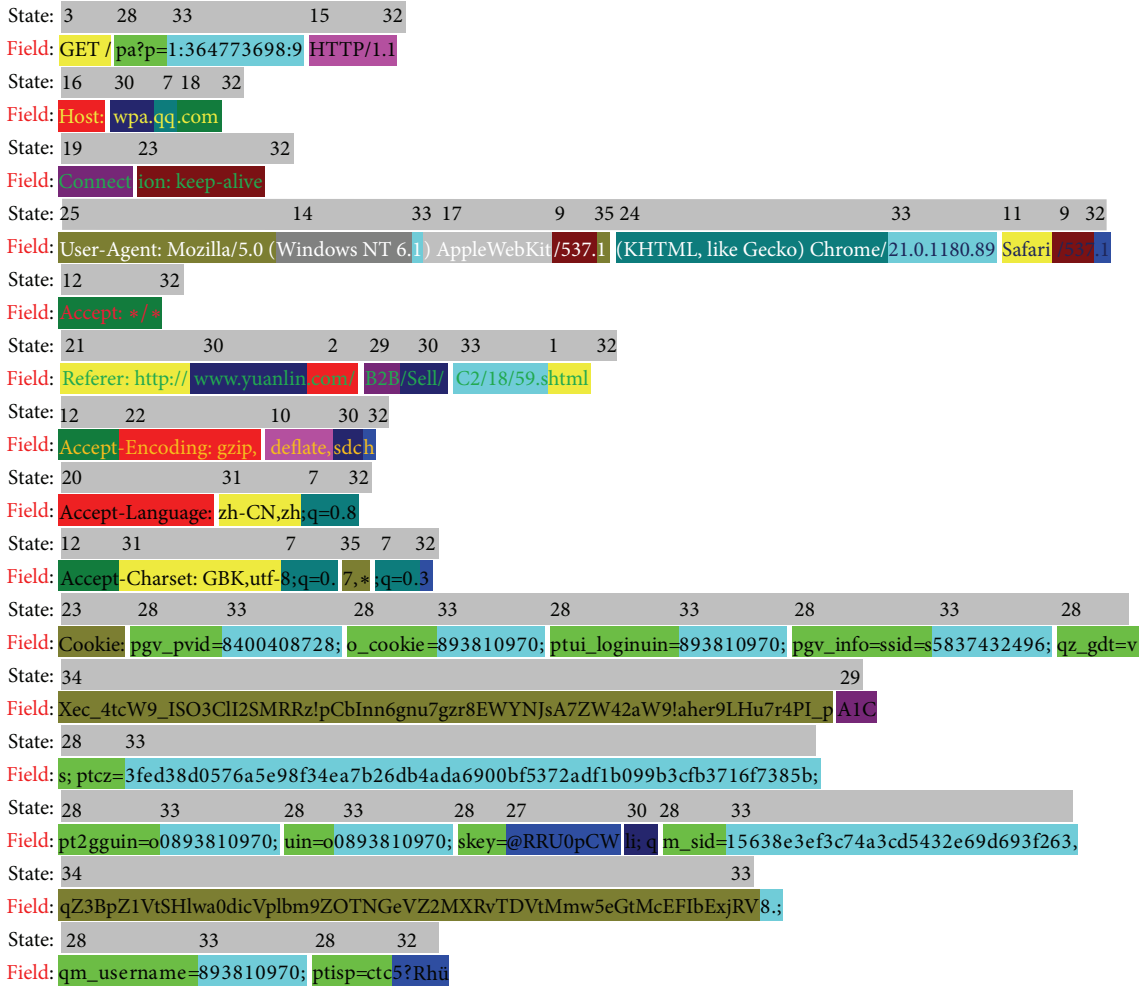 State: 3 28 33 15 32
Field: GET / pa?p=1:364773698:9 HTTP/1.1
State: 16 30 7 18 32
Field: Host: wpa.qq.com
State: 19 23 32
Field: Connect ion: keep-alive
State: 25 14 33 17 9 35 24 33 11 9 32
Field: User-Agent: Mozilla/5.0 (Windows NT 6.1) AppleWebKit/537.1 (KHTML, like Gecko) Chrome/21.0.1180.89 Safari /537.1
State: 12 32
Field: Accept: ∗/∗
State: 21 30 2 29 30 33 1 32
Field: Referer: http:// www.yuanlin.com/ B2B/Sell/ C2/18/59.shtml
State: 12 22 10 30 32
Field: Accept-Encoding: gzip, deflate,sdch
State: 20 31 7 32
Field: Accept-Language: zh-CN,zh;q=0.8
State: 12 31 7 35 7 32
Field: Accept-Charset: GBK,utf-8;q=0. 7,∗ ;q=0.3
State: 23 28 33 28 33 28 33 28 33 28
Field: Cookie: pgv_pvid=8400408728; o_cookie=893810970; ptui_loginuin=893810970; pgv_info=ssid=s5837432496; qz_gdt=v
State: 34 29
Field: Xec_4tcW9_ISO3ClI2SMRRz!pCbInn6gnu7gzr8EWYNJsA7ZW42aW9!aher9LHu7r4PI_p A1C
State: 28 33
Field: s; ptcz=3fed38d0576a5e98f34ea7b26db4ada6900bf5372adf1b099b3cfb3716f7385b;
State: 28 33 28 33 28 27 30 28 33
Field: pt2gguin=o0893810970; uin=o0893810970; skey=@RRU0pCW li; q m_sid=15638e3ef3c74a3cd5432e69d693f263,
State: 34 33
Field: qZ3BpZ1VtSHlwa0dicVplbm9ZOTNGeVZ2MXRvTDVtMmw5eGtMcEFIbExjRV8.;
State: 28 33 28 32
Field: qm_username=893810970; ptisp=ctc5?Rhü